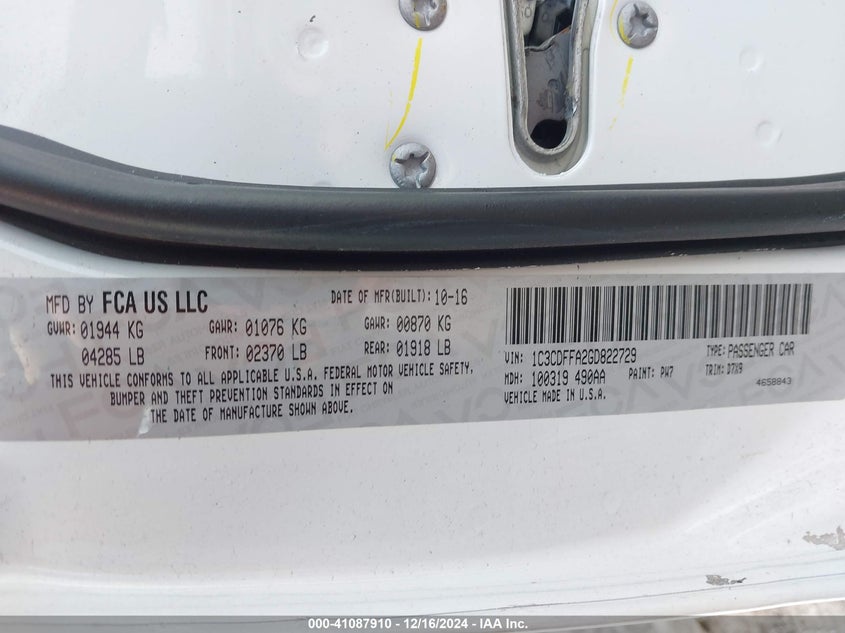 MFD BY FCA US LLC
DATE OF MFR(BUILT): 10-16
GVWR: 01944 KG GAWR: 01076 KG GAWR: 00870 KG
04285 LB FRONT: 02370 LB REAR: 01918 LB
THIS VEHICLE CONFORMS TO ALL APPLICABLE U.S.A. FEDERAL MOTOR VEHICLE SAFETY,
BUMPER AND THEFT PREVENTION STANDARDS IN EFFECT ON
THE DATE OF MANUFACTURE SHOWN ABOVE.
VIN: 1C3CDFFA2GD822729 TYPE: PASSENGER CAR
MDH: 100319 490AA PAINT: PW7 TRIM: D7X9
VEHICLE MADE IN U.S.A. 4658843
000-41087910 - 12/16/2024 - IAA Inc.